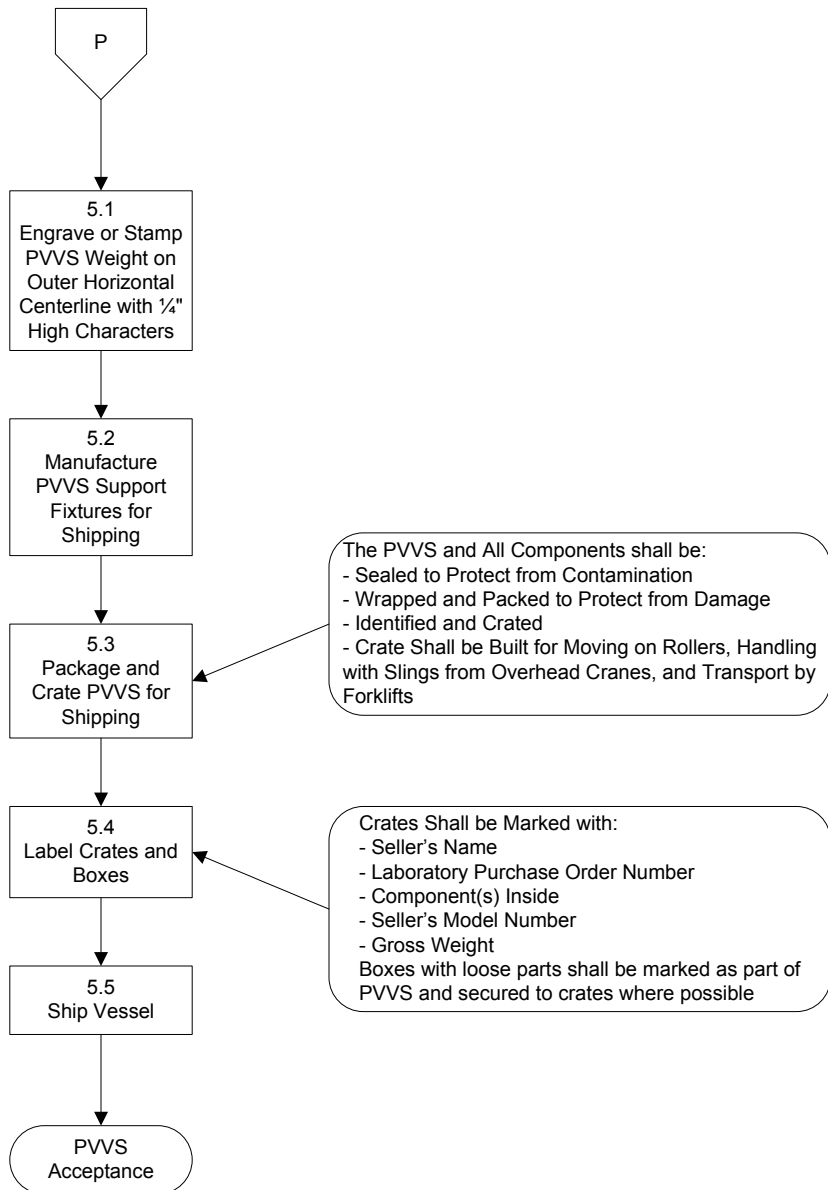 P
5.1
Engrave or Stamp
PVVS Weight on
Outer Horizontal
Centerline with ¼"
High Characters
5.2
Manufacture
PVVS Support
Fixtures for
Shipping
The PVVS and All Components shall be:
- Sealed to Protect from Contamination
- Wrapped and Packed to Protect from Damage
- Identified and Crated
- Crate Shall be Built for Moving on Rollers, Handling
with Slings from Overhead Cranes, and Transport by
Forklifts
5.3
Package and
Crate PVVS for
Shipping
5.4
Label Crates and
Boxes
Crates Shall be Marked with:
- Seller's Name
- Laboratory Purchase Order Number
- Component(s) Inside
- Seller's Model Number
- Gross Weight
Boxes with loose parts shall be marked as part of
PVVS and secured to crates where possible
5.5
Ship Vessel
PVVS
Acceptance